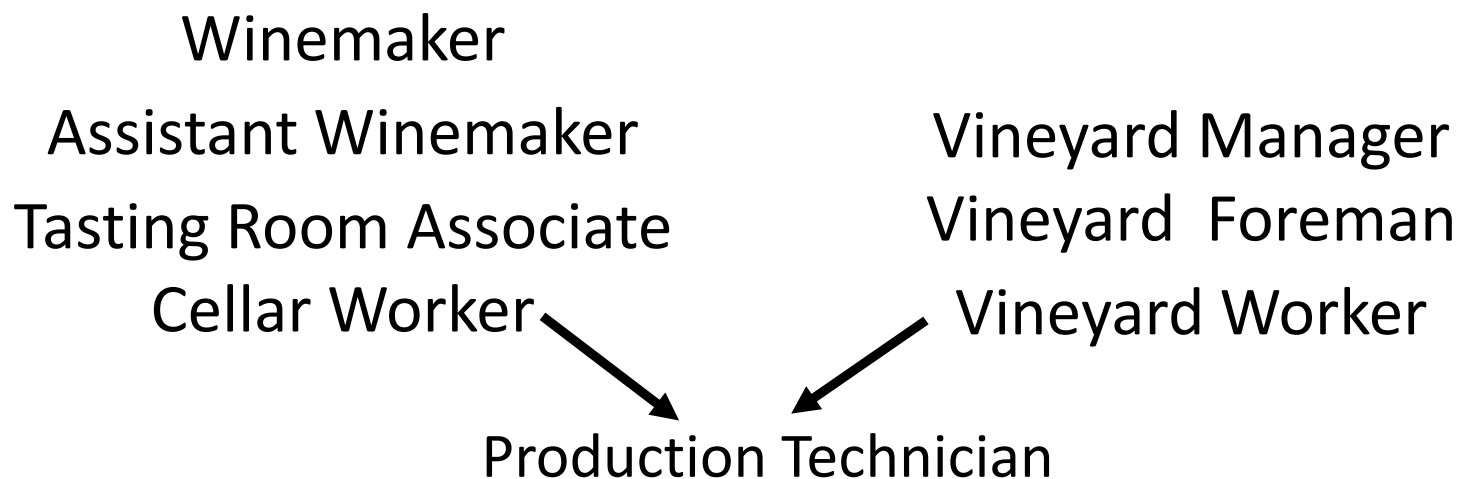 Winemaker
Assistant Winemaker
Tasting Room Associate
Cellar Worker
Vineyard Manager
Vineyard  Foreman
Vineyard Worker
Production Technician